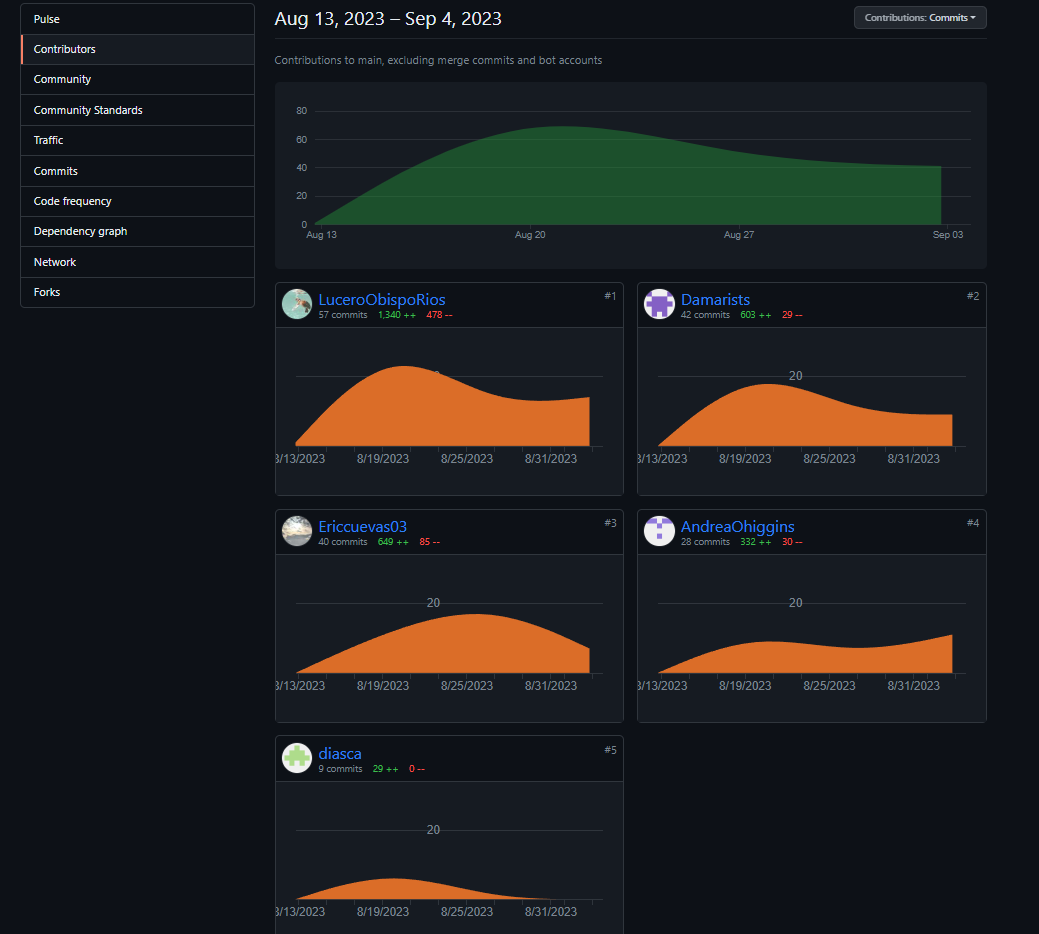 Pulse
Contributors
Community
Community Standards
Traffic
Commits
Code frequency
Dependency graph
Network
Forks
Aug 13, 2023 – Sep 4, 2023
Contributions: Commits
Contributions to main, excluding merge commits and bot accounts
80
60
40
20
0
Aug 13 Aug 20 Aug 27 Sep 03
LuceroObispoRios #1
57 commits 1,340 ++ 478 --
/13/2023 8/19/2023 8/25/2023 8/31/2023
Damarists #2
42 commits 603 ++ 29 --
20
/13/2023 8/19/2023 8/25/2023 8/31/2023
Ericcuevas03 #3
40 commits 649 ++ 85 --
20
/13/2023 8/19/2023 8/25/2023 8/31/2023
AndreaOhiggins #4
28 commits 332 ++ 30 --
20
/13/2023 8/19/2023 8/25/2023 8/31/2023
diasca #5
9 commits 29 ++ 0 --
20
/13/2023 8/19/2023 8/25/2023 8/31/2023